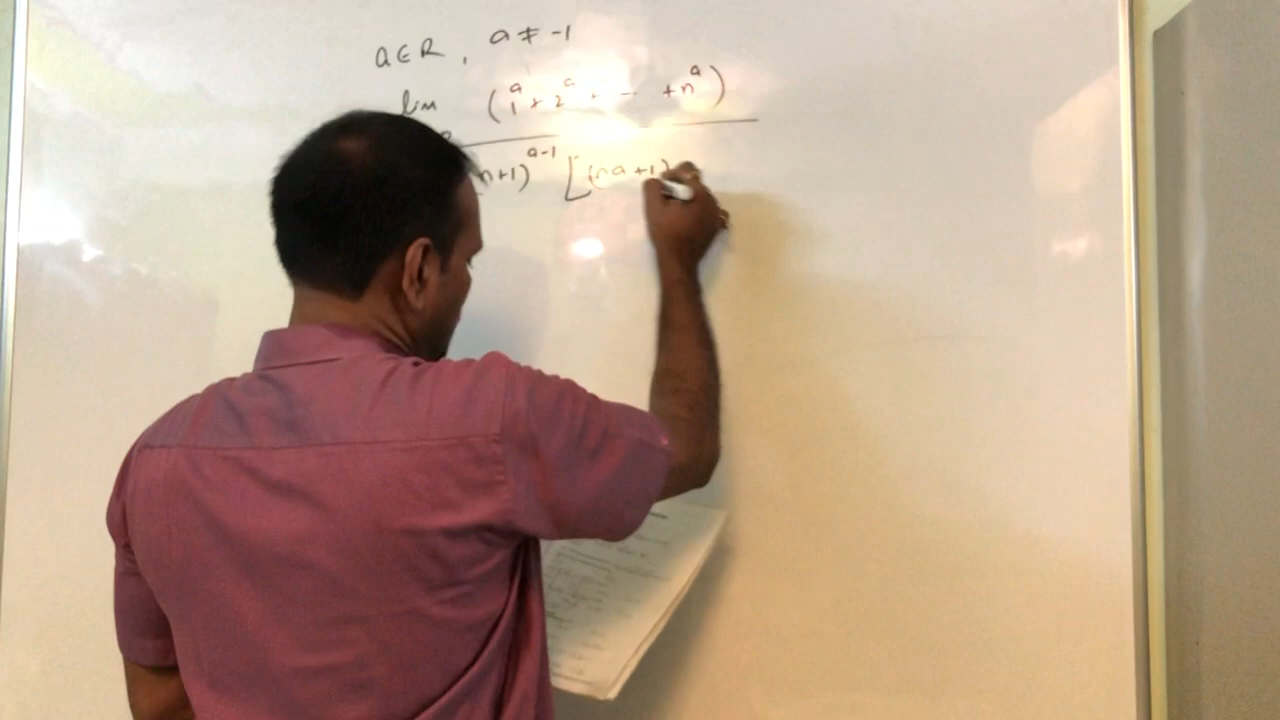 a ∈ R, a ≠ -1
lim (1^a + 2^a + - - + n^a)
n+1)^{a-1} [(na+1)